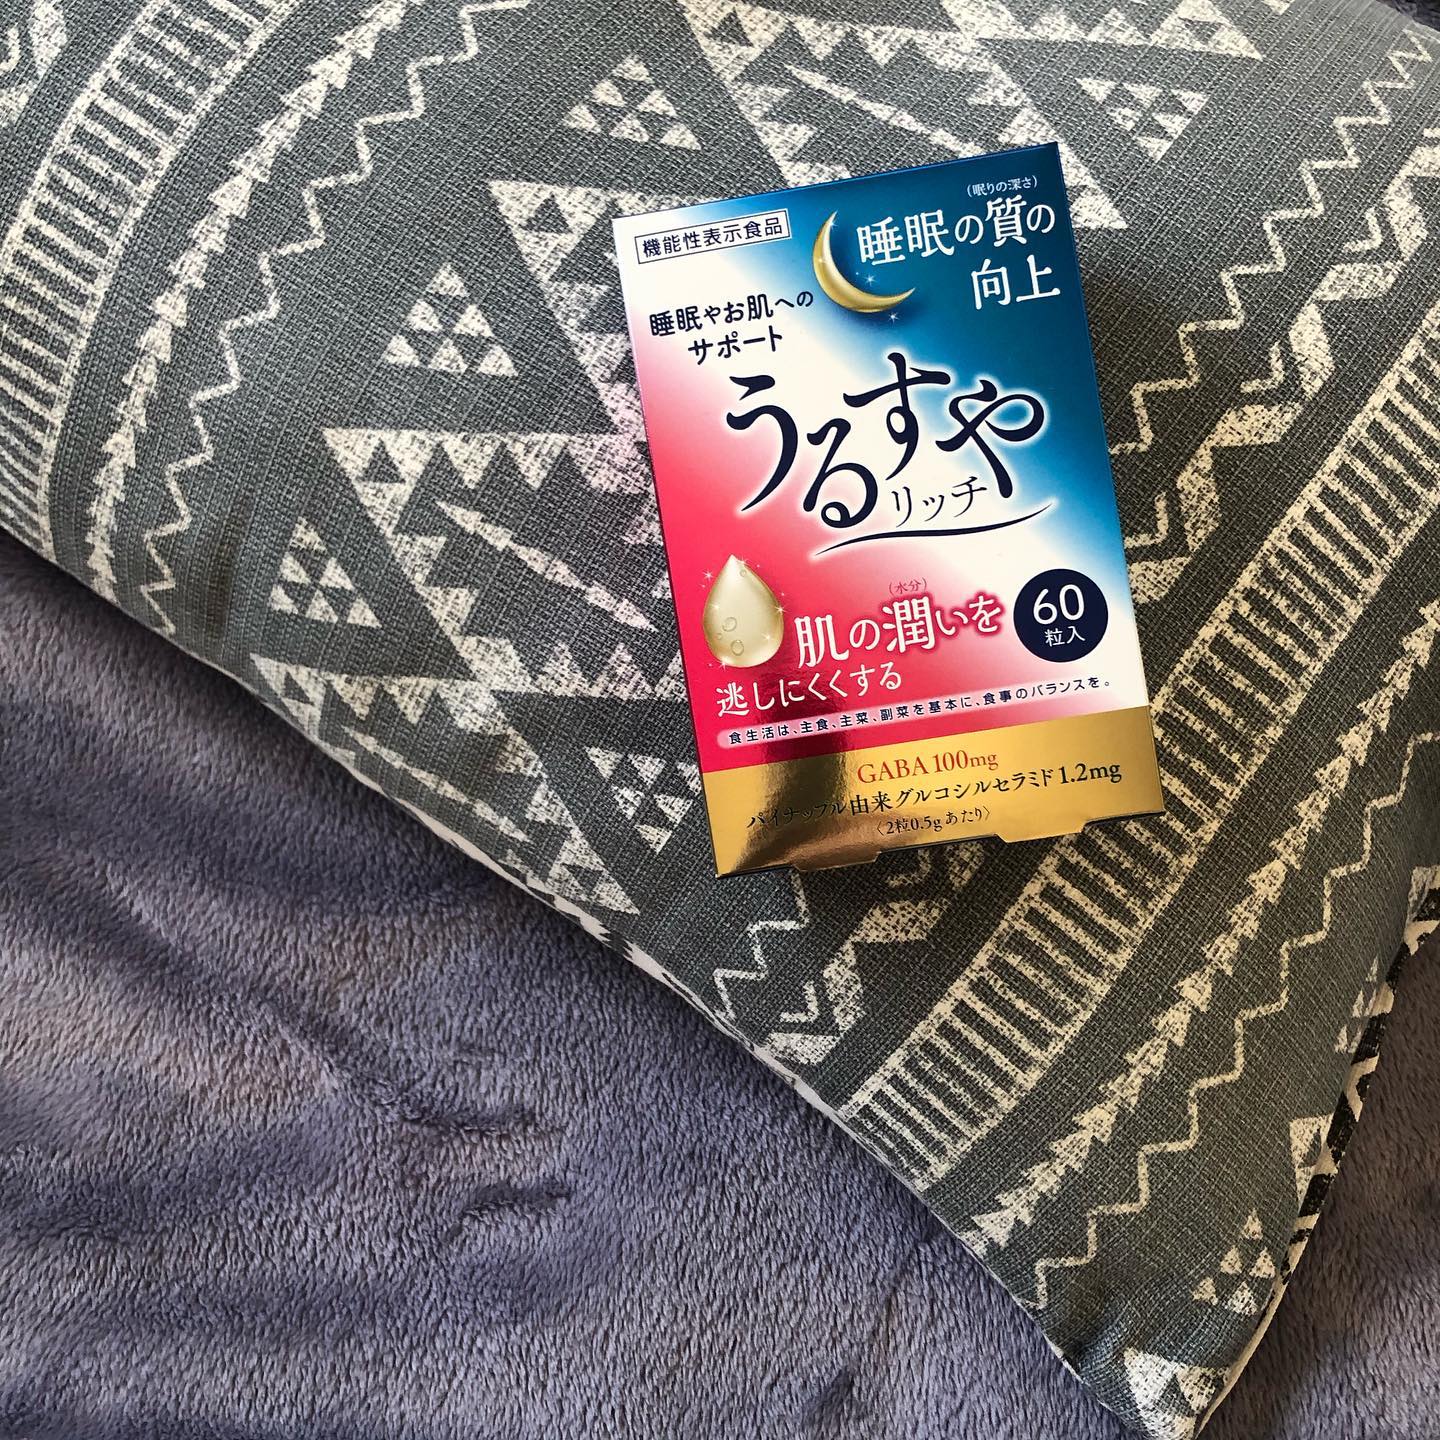 機能性表示食品
(眠りの深さ)
睡眠の質の
向上
睡眠やお肌への
サポート
うるすや
リッチ
(水分)
肌の潤いを
逃しにくくする
60
粒入
食生活は、主食、主菜、副菜を基本に、食事のバランスを。
GABA 100mg
パイナップル由来グルコシルセラミド 1.2mg
〈2粒0.5gあたり〉